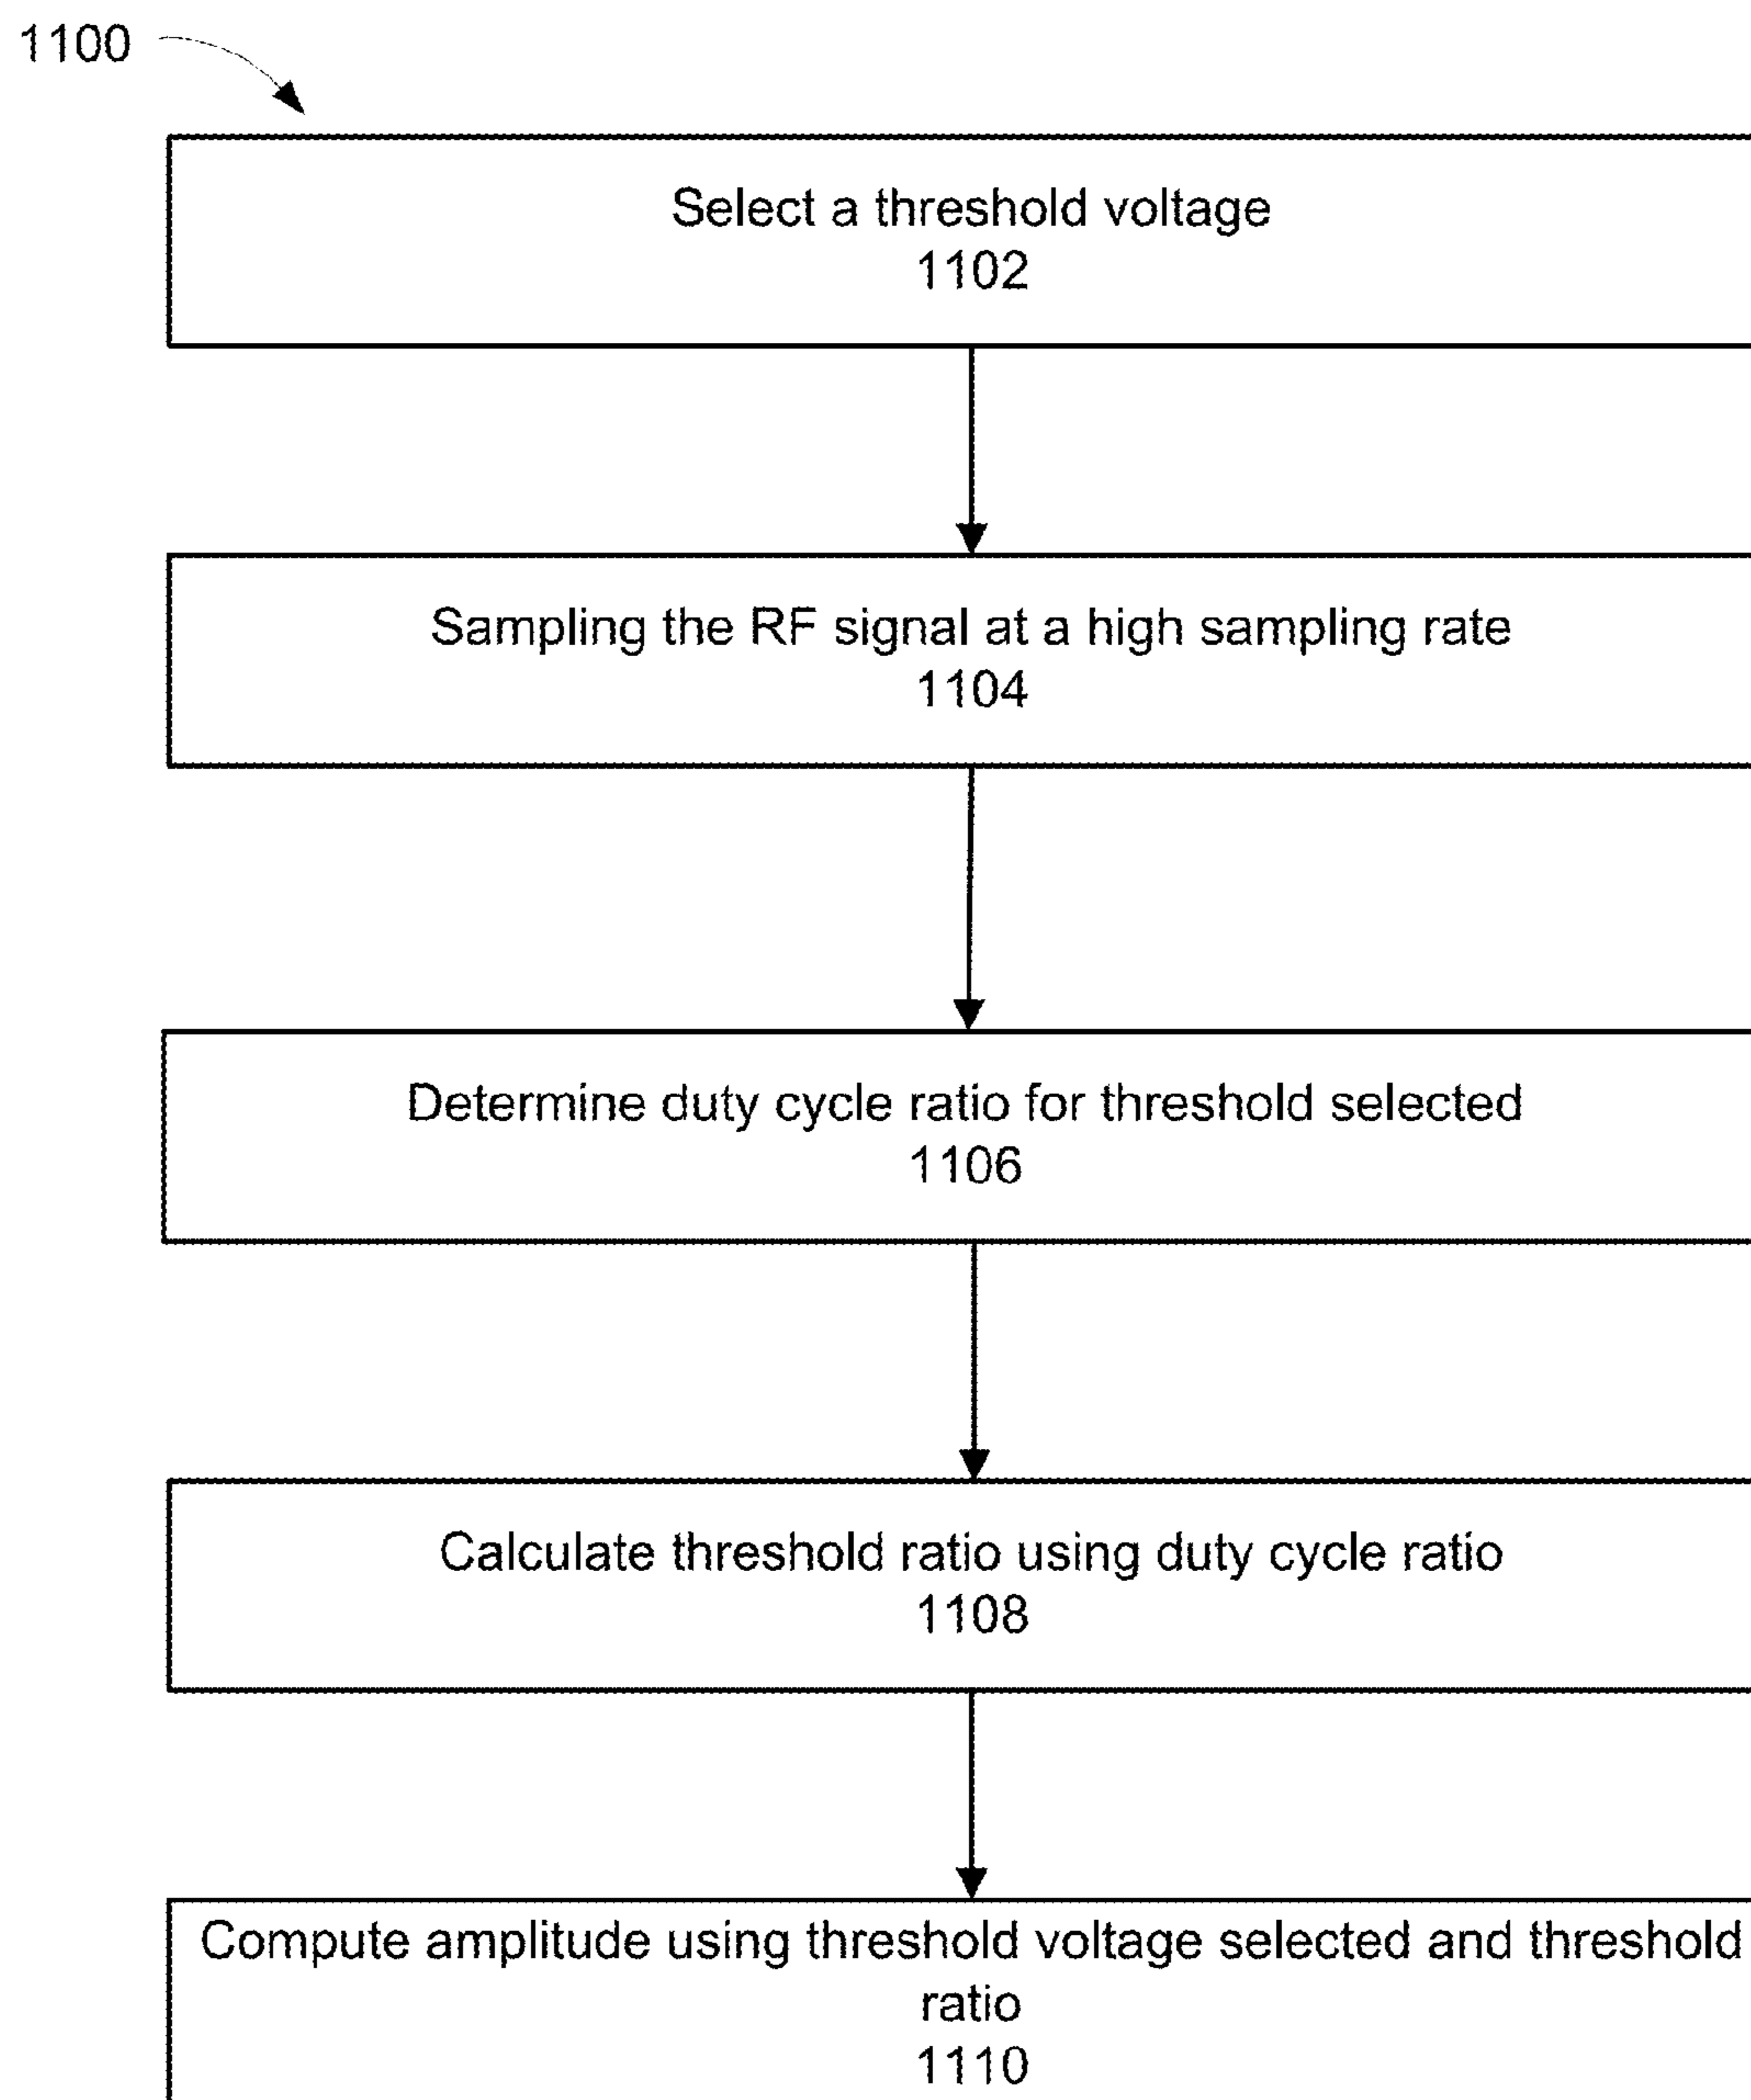 1100
Select a threshold voltage
1102
Sampling the RF signal at a high sampling rate
1104
Determine duty cycle ratio for threshold selected
1106
Calculate threshold ratio using duty cycle ratio
1108
Compute amplitude using threshold voltage selected and threshold
ratio
1110